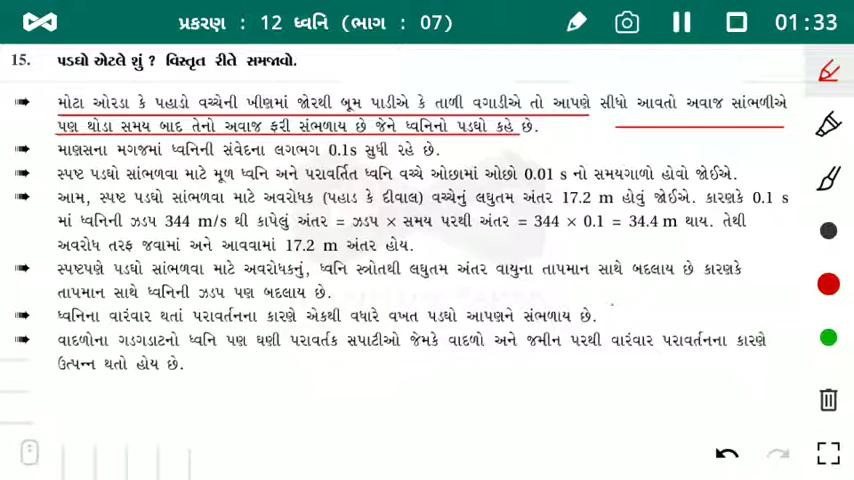 પ્રકરણ : 12 ધ્વનિ (ભાગ : 07)
01:33
15. પડઘો એટલે શું ? વિસ્તૃત રીતે સમજાવો.
મોટા ઓરડા કે પહાડો વચ્ચેની ખીણમાં જોરથી બૂમ પાડીએ કે તાળી વગાડીએ તો આપણે સીધો આવતો અવાજ સાંભળીએ
પણ થોડા સમય બાદ તેનો અવાજ ફરી સંભળાય છે જેને ધ્વનિનો પડઘો કહે છે.
માણસના મગજમાં ધ્વનિની સંવેદના લગભગ 0.1s સુધી રહે છે.
સ્પષ્ટ પડઘો સાંભળવા માટે મૂળ ધ્વનિ અને પરાવર્તિત ધ્વનિ વચ્ચે ઓછામાં ઓછો 0.01 s નો સમયગાળો હોવો જોઈએ.
આમ, સ્પષ્ટ પડઘો સાંભળવા માટે અવરોધક (પહાડ કે દીવાલ) વચ્ચેનું લઘુતમ અંતર 17.2 m હોવું જોઈએ. કારણકે 0.1 s
માં ધ્વનિની ઝડપ 344 m/s થી કાપેલું અંતર = ઝડપ × સમય પરથી અંતર = 344 × 0.1 = 34.4 m થાય. તેથી
અવરોધ તરફ જવામાં અને આવવામાં 17.2 m અંતર હોય.
સ્પષ્ટપણે પડઘો સાંભળવા માટે અવરોધકનું, ધ્વનિ સ્ત્રોતથી લઘુતમ અંતર વાયુના તાપમાન સાથે બદલાય છે કારણકે
તાપમાન સાથે ધ્વનિની ઝડપ પણ બદલાય છે.
ધ્વનિના વારંવાર થતાં પરાવર્તનના કારણે એકથી વધારે વખત પડઘો આપણને સંભળાય છે.
વાદળોના ગડગડાટનો ધ્વનિ પણ ઘણી પરાવર્તક સપાટીઓ જેમકે વાદળો અને જમીન પરથી વારંવાર પરાવર્તનના કારણે
ઉત્પન્ન થતો હોય છે.